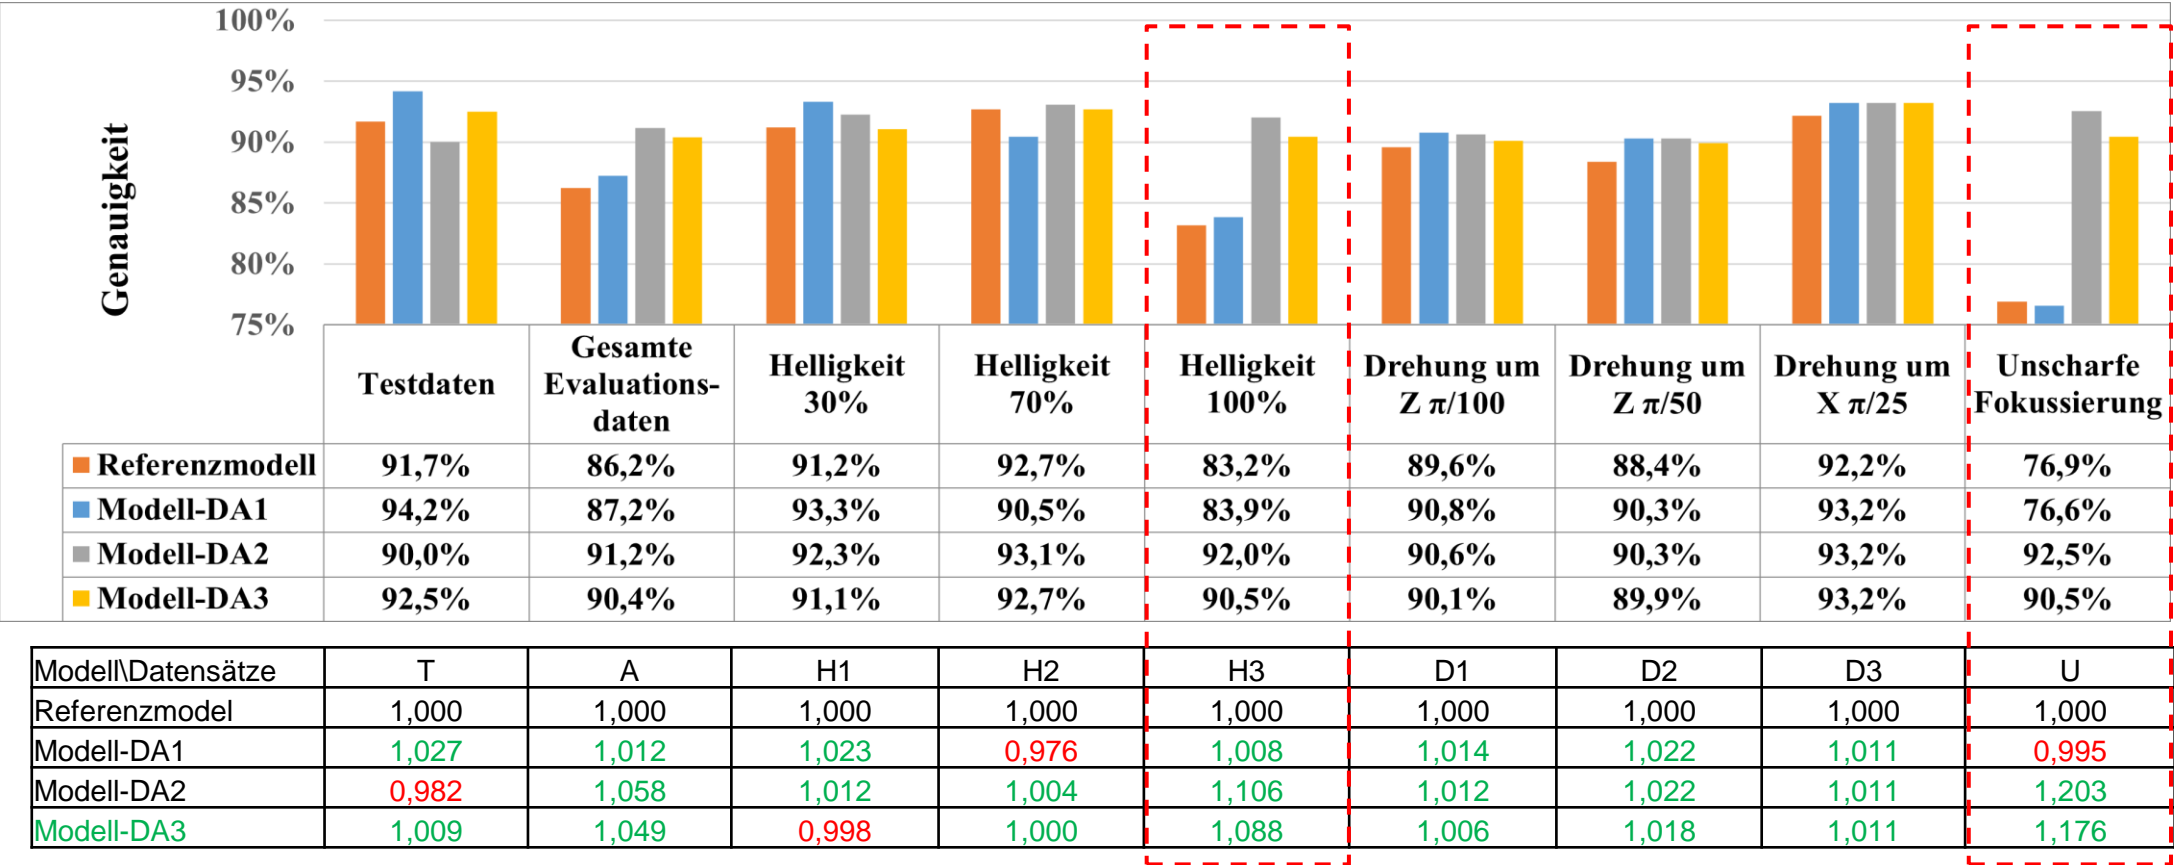 100%
95%
90%
85%
80%
75%
Genauigkeit
Testdaten
Gesamte
Evaluations-
daten
Helligkeit
30%
Helligkeit
70%
Helligkeit
100%
Drehung um
Z π/100
Drehung um
Z π/50
Drehung um
X π/25
Unscharfe
Fokussierung
Referenzmodell 91,7% 86,2% 91,2% 92,7% 83,2% 89,6% 88,4% 92,2% 76,9%
Modell-DA1 94,2% 87,2% 93,3% 90,5% 83,9% 90,8% 90,3% 93,2% 76,6%
Modell-DA2 90,0% 91,2% 92,3% 93,1% 92,0% 90,6% 90,3% 93,2% 92,5%
Modell-DA3 92,5% 90,4% 91,1% 92,7% 90,5% 90,1% 89,9% 93,2% 90,5%
Modell\Datensätze T A H1 H2 H3 D1 D2 D3 U
Referenzmodel 1,000 1,000 1,000 1,000 1,000 1,000 1,000 1,000 1,000
Modell-DA1 1,027 1,012 1,023 0,976 1,008 1,014 1,022 1,011 0,995
Modell-DA2 0,982 1,058 1,012 1,004 1,106 1,012 1,022 1,011 1,203
Modell-DA3 1,009 1,049 0,998 1,000 1,088 1,006 1,018 1,011 1,176